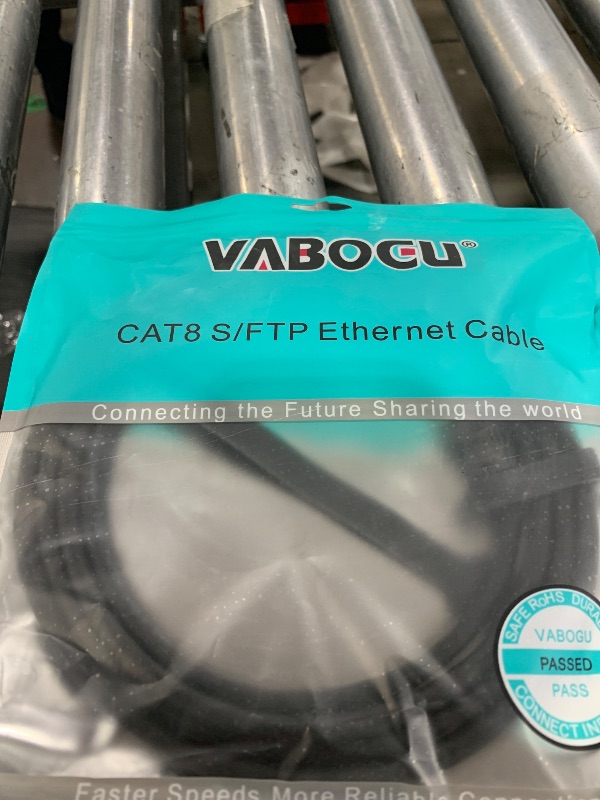 VABOGU®
CAT8 S/FTP Ethernet Cable
Connecting the Future Sharing the world
SAFE RoHS
VABOGU
PASSED
PASS
CONNECT
Faster Speeds More Reliable